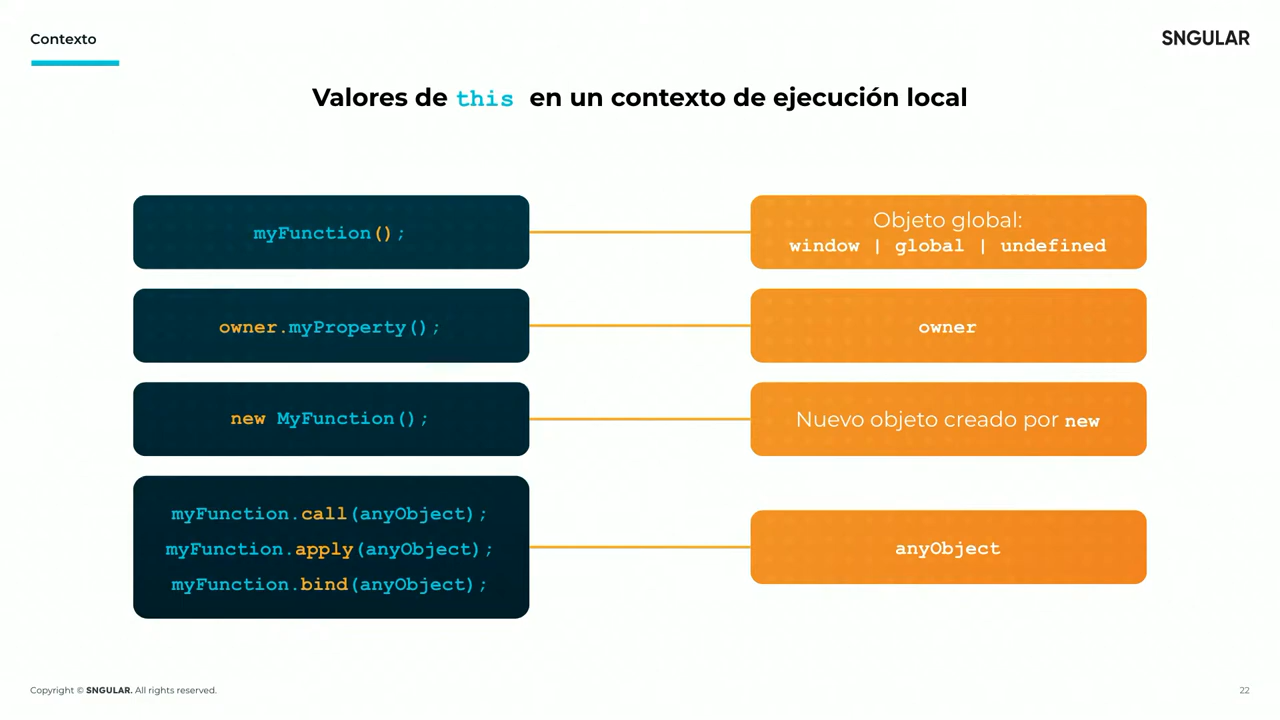 Contexto
SNGULAR
Valores de this en un contexto de ejecución local
myFunction();
Objeto global:
window | global | undefined
owner.myProperty();
owner
new MyFunction();
Nuevo objeto creado por new
myFunction.call(anyObject);
myFunction.apply(anyObject);
myFunction.bind(anyObject);
anyObject
Copyright © SNGULAR. All rights reserved.
22